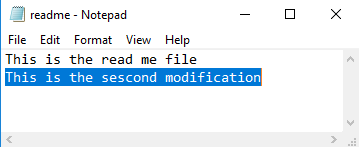 readme - Notepad
File Edit Format View Help
This is the read me file
This is the sescond modification